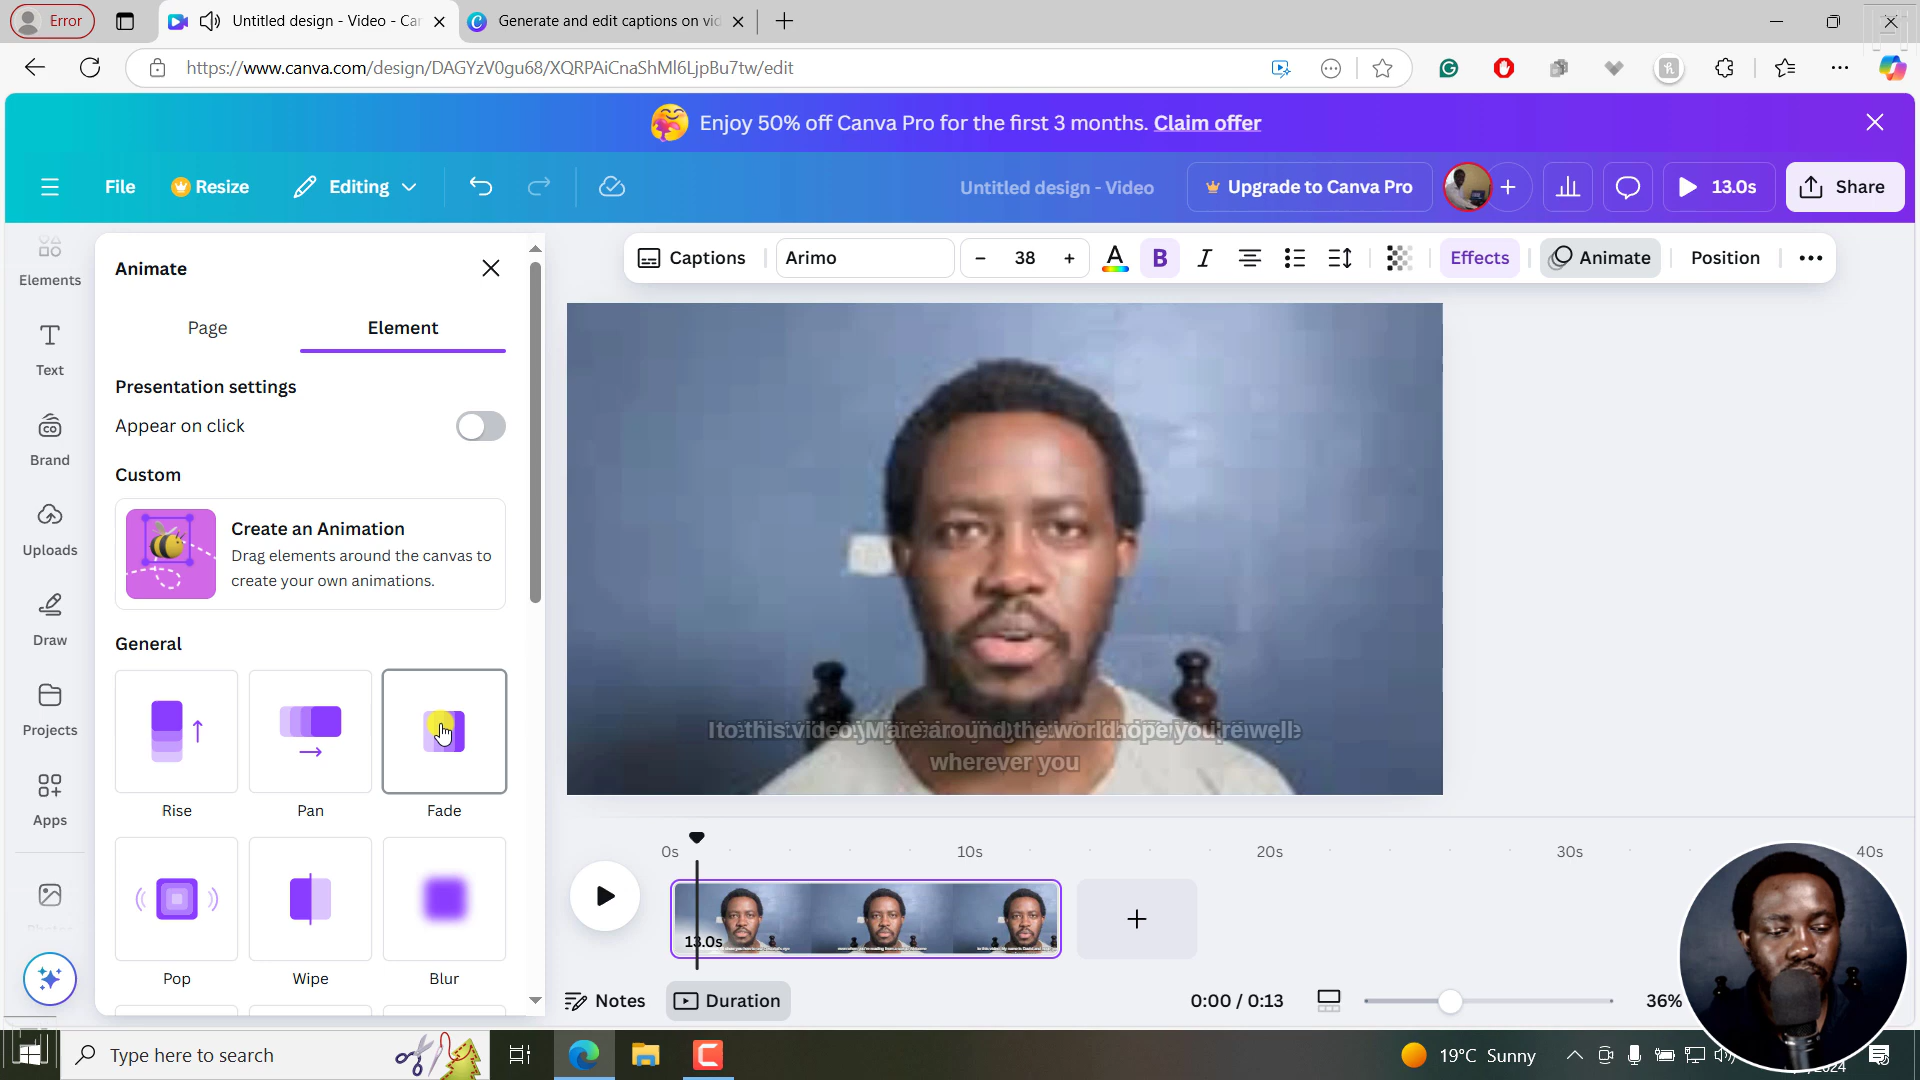 Error
Untitled design - Video - Can
Generate and edit captions on vid
https://www.canva.com/design/DAGYzV0gu68/XQRPAiCnaShMl6LjpBu7tw/edit
Enjoy 50% off Canva Pro for the first 3 months. Claim offer
File
Resize
Editing
Untitled design - Video
Upgrade to Canva Pro
13.0s
Share
Elements
Text
Brand
Uploads
Draw
Projects
Apps
Animate
Page
Element
Presentation settings
Appear on click
Custom
Create an Animation
Drag elements around the canvas to
create your own animations.
General
Rise
Pan
Fade
Pop
Wipe
Blur
Captions
Arimo
38
A
B
I
Effects
Animate
Position
wherever you
0s
10s
20s
30s
40s
13.0s
Notes
Duration
0:00 / 0:13
36%
Type here to search
19°C Sunny